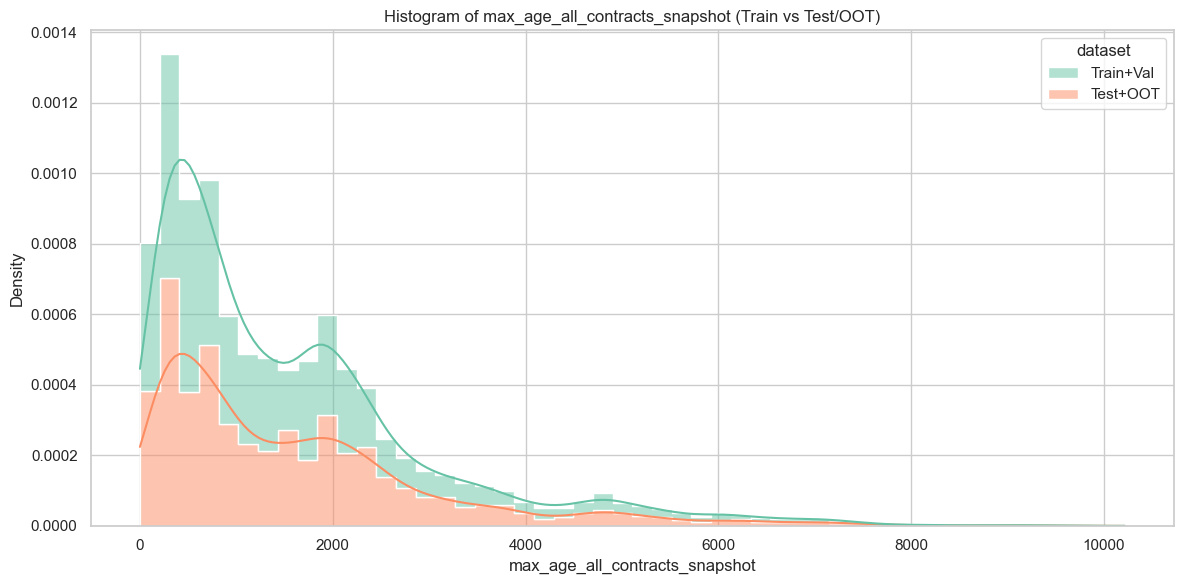 Histogram of max_age_all_contracts_snapshot (Train vs Test/OOT)
dataset
Train+Val
Test+OOT
Density
0.0014
0.0012
0.0010
0.0008
0.0006
0.0004
0.0002
0.0000
0 2000 4000 6000 8000 10000
max_age_all_contracts_snapshot